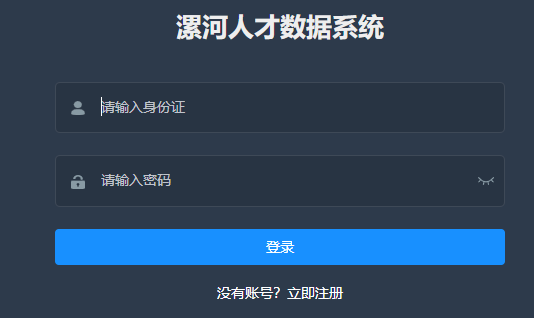 漯河人才数据系统
请输入身份证
请输入密码
登录
没有账号？立即注册